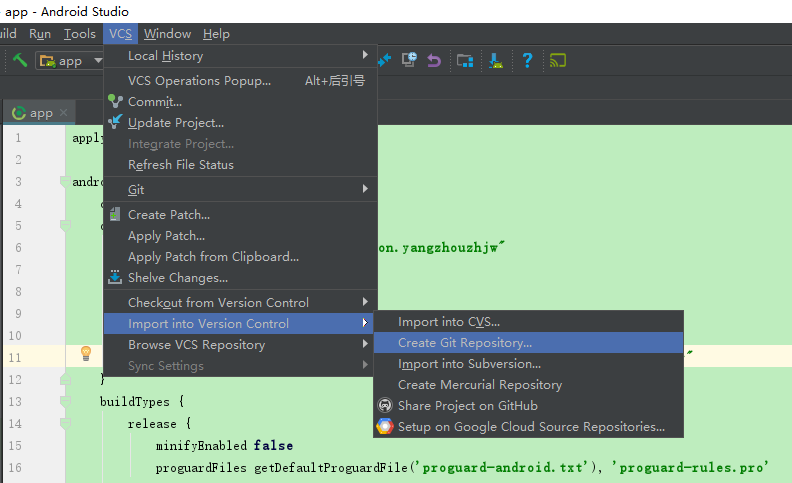 app - Android Studio
uild Run Tools VCS Window Help
app
Local History
VCS Operations Popup... Alt+后引号
Commit...
Update Project...
Integrate Project...
Refresh File Status
Git
Create Patch...
Apply Patch...
Apply Patch from Clipboard...
Shelve Changes...
Checkout from Version Control
Import into Version Control
Browse VCS Repository
Sync Settings
Import into CVS...
Create Git Repository...
Import into Subversion...
Create Mercurial Repository
Share Project on GitHub
Setup on Google Cloud Source Repositories...
app
1 appl
2
3 andro
4
5
6 on.yangzhouzhjw"
7
8
9
10
11 "
12 }
13 buildTypes {
14 release {
15 minifyEnabled false
16 proguardFiles getDefaultProguardFile('proguard-android.txt'), 'proguard-rules.pro'